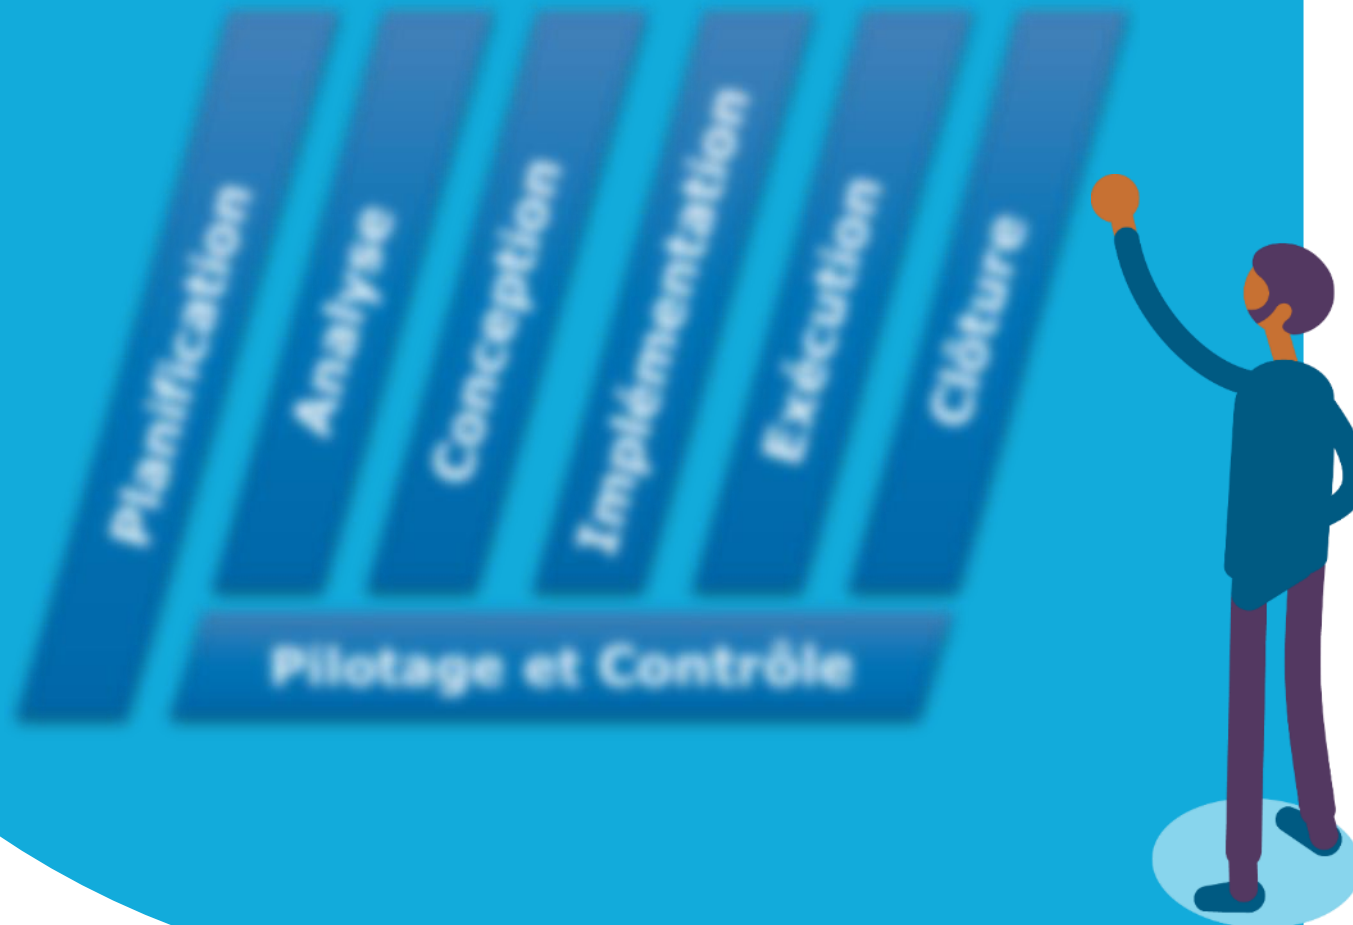 Planification
Analyse
Conception
Implémentation
Exécution
Clôture
Pilotage et Contrôle